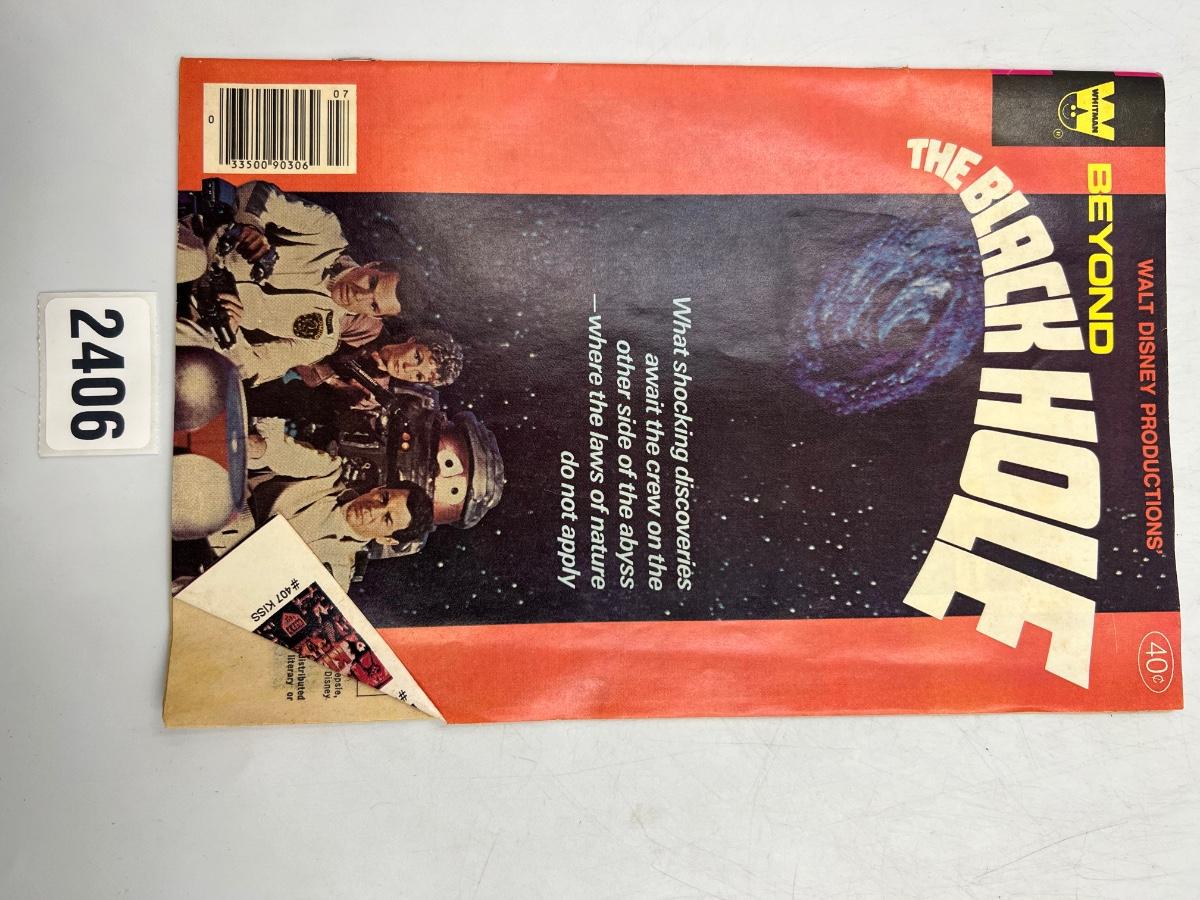 WHITMAN
W
®
WALT DISNEY PRODUCTIONS'
40¢
BEYOND
THE BLACK HOLE
What shocking discoveries
await the crew on the
other side of the abyss
—where the laws of nature
do not apply
07
0
33500 90306
#407 KISS
#
epsie,
Disney
distributed
literary or
2406